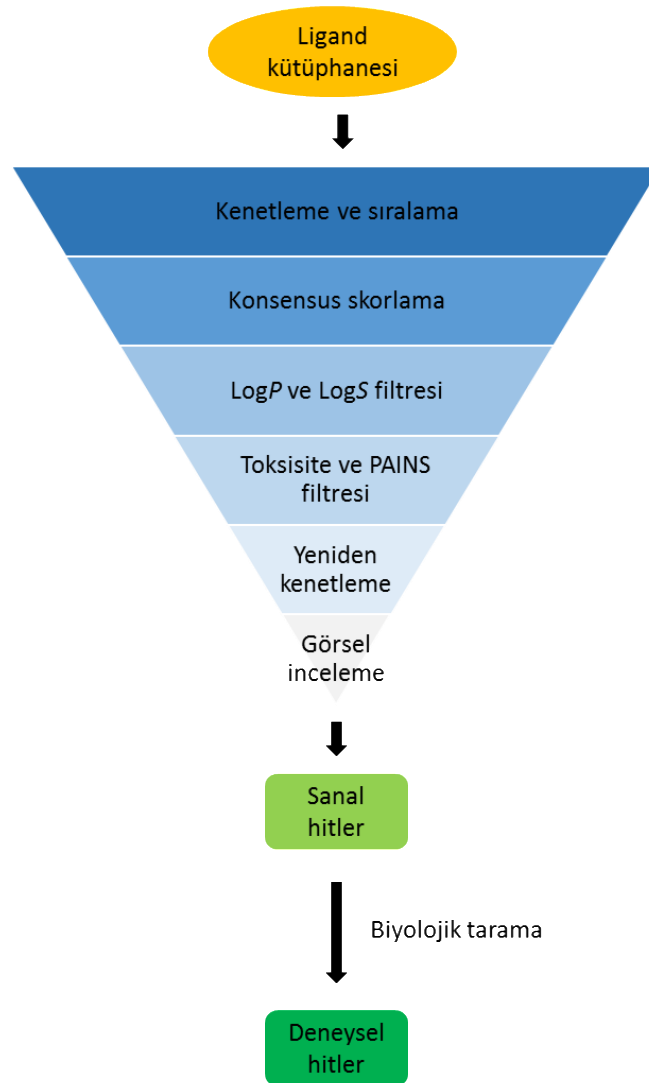 Ligand
kütüphanesi
Kenetleme ve sıralama
Konsensus skorlama
LogP ve LogS filtresi
Toksisite ve PAINS
filtresi
Yeniden
kenetleme
Görsel
inceleme
Sanal
hitler
Biyolojik tarama
Deneysel
hitler